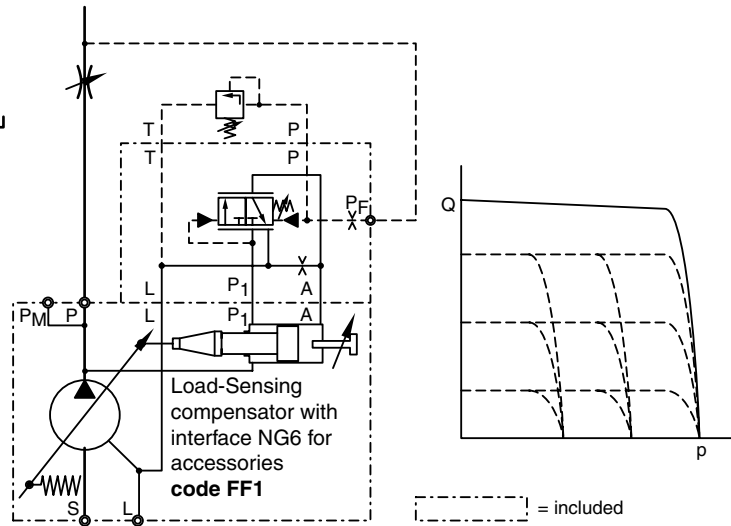 T P
T P
PF
L P1 A
L P1 A
PM P
Load-Sensing
compensator with
interface NG6 for
accessories
code FF1
S L
Q
p
= included